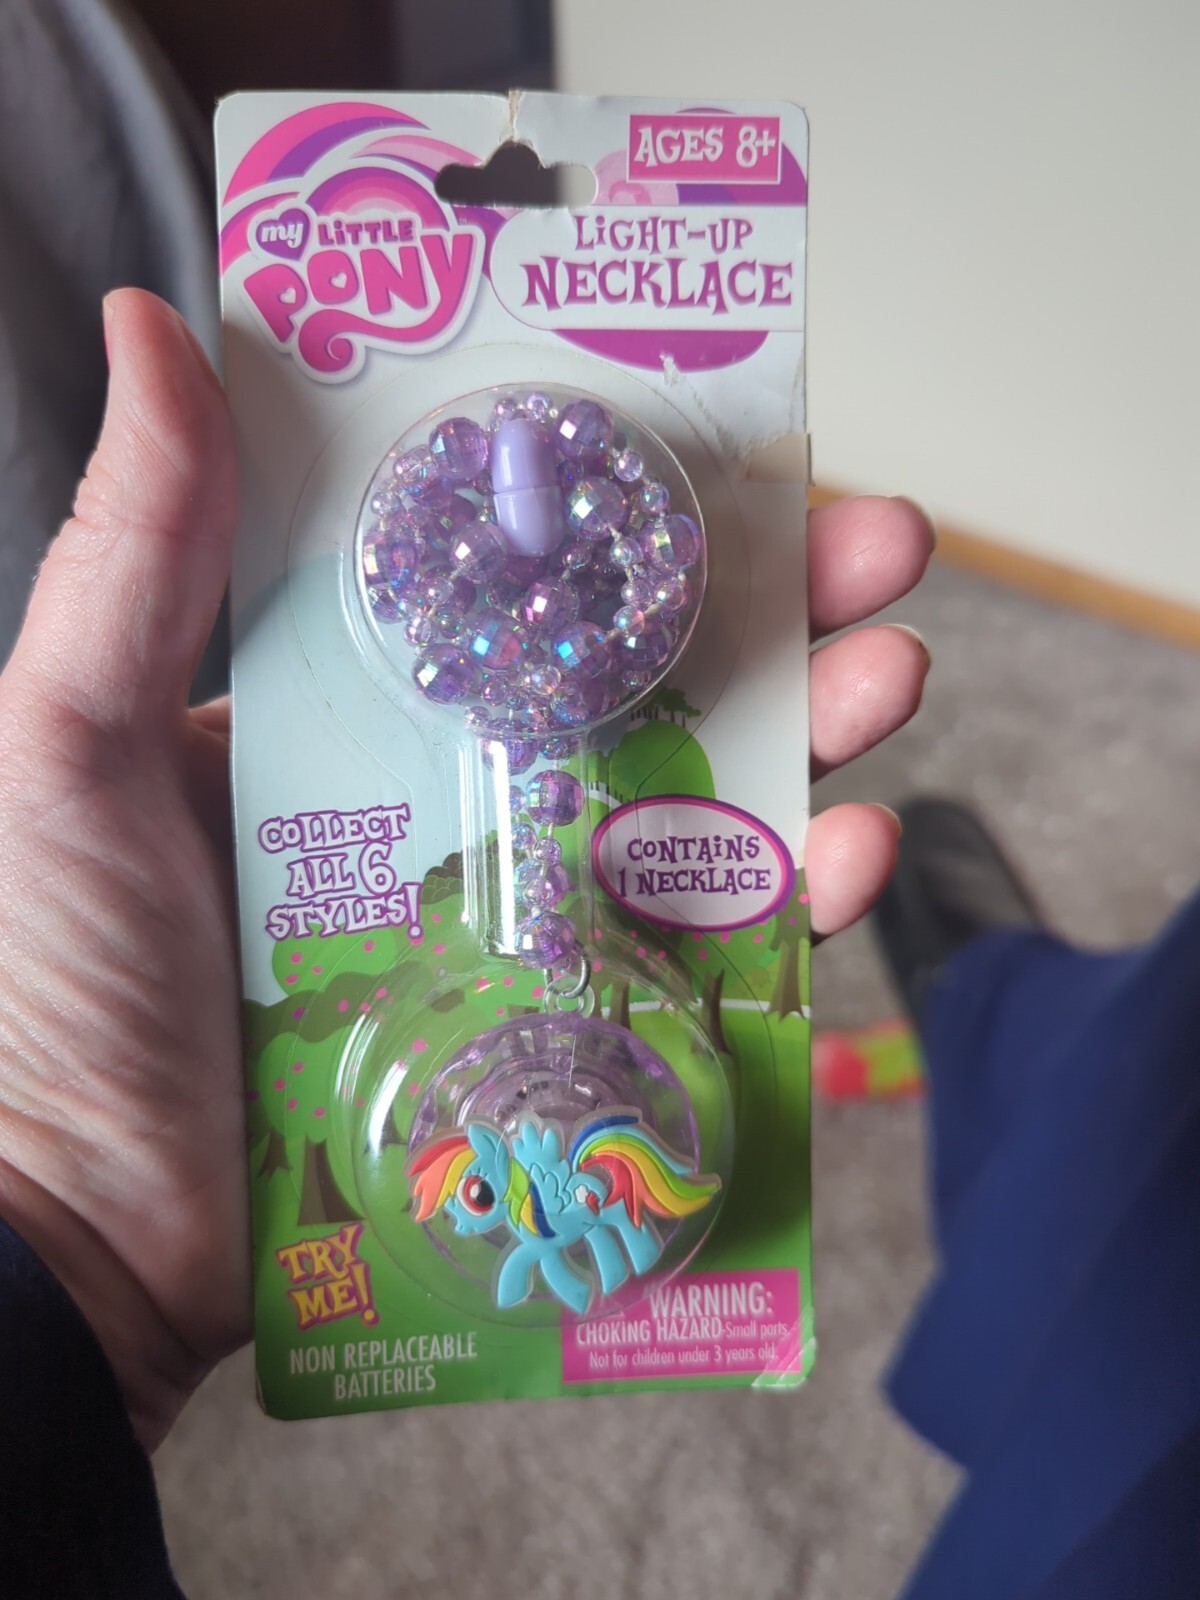 AGES 8+
my LiTTLE
PONY
LiGHT-UP
NECKLACE
COLLECT
ALL 6
STYLES!
CONTAiNS
1 NECKLACE
TRY
ME!
NON REPLACEABLE
BATTERIES
WARNING:
CHOKING HAZARD-Small parts.
Not for children under 3 years old.